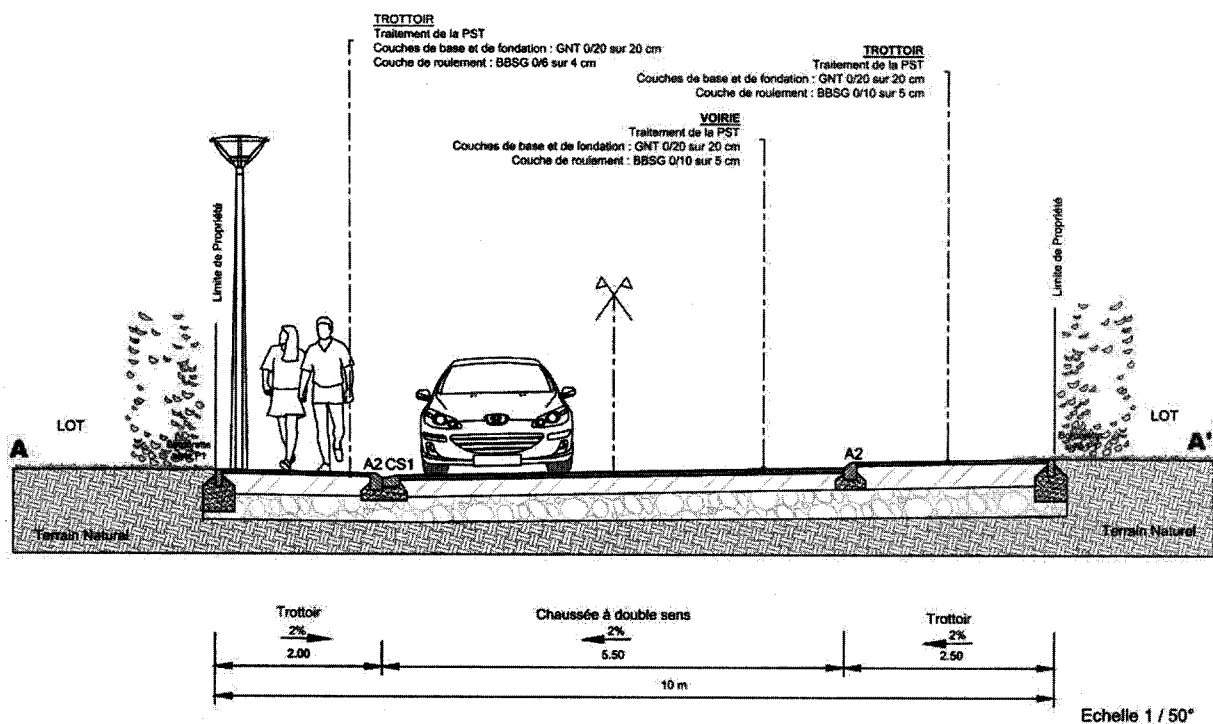 TROTTOIR
Traitement de la PST
Couches de base et de fondation : GNT 0/20 sur 20 cm
Couche de roulement : BBSG 0/6 sur 4 cm
TROTTOIR
Traitement de la PST
Couches de base et de fondation : GNT 0/20 sur 20 cm
Couche de roulement : BBSG 0/10 sur 5 cm
VOIRIE
Traitement de la PST
Couches de base et de fondation : GNT 0/20 sur 20 cm
Couche de roulement : BBSG 0/10 sur 5 cm
Limite de Propriété
Limite de Propriété
LOT
LOT
A
A2 CS1
A2
A'
Terrain Naturel
Terrain Naturel
Trottoir
2%
2.00
Chaussée à double sens
2%
5.50
Trottoir
2%
2.50
10 m
Echelle 1 / 50°